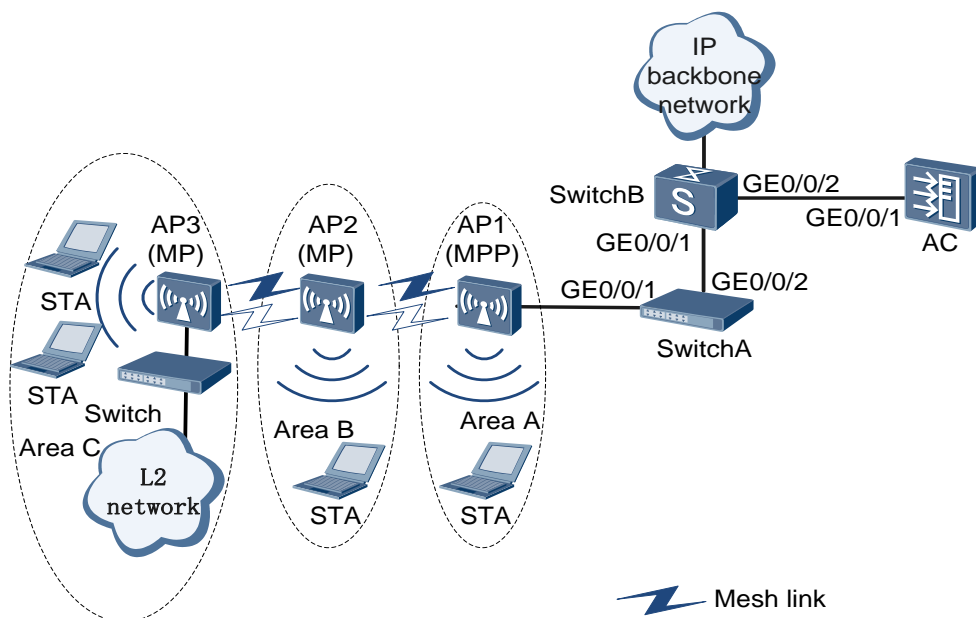 IP
backbone
network
SwitchB
GE0/0/2
GE0/0/1
AC
GE0/0/1
GE0/0/2
GE0/0/1
SwitchA
AP3
(MP)
AP2
(MP)
AP1
(MPP)
STA
STA
Switch
Area C
L2
network
Area B
STA
Area A
STA
Mesh link